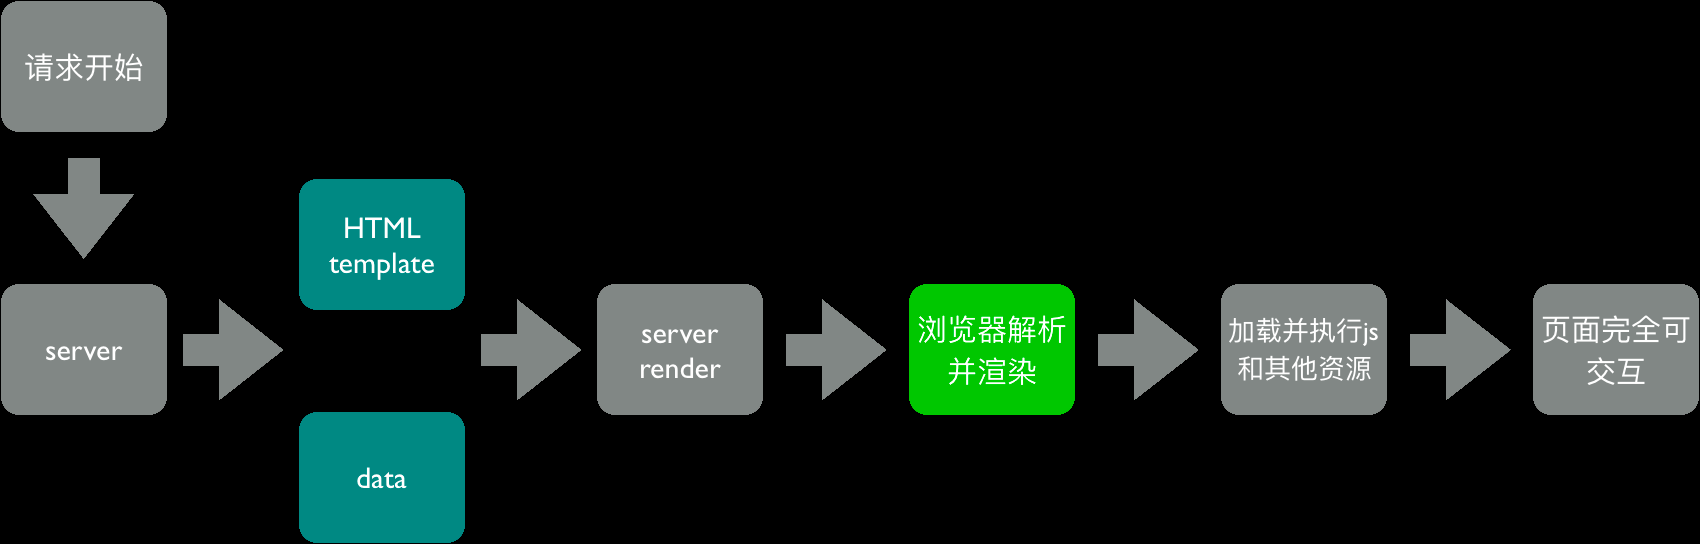 请求开始
server
HTML
template
data
server
render
浏览器解析
并渲染
加载并执行js
和其他资源
页面完全可
交互